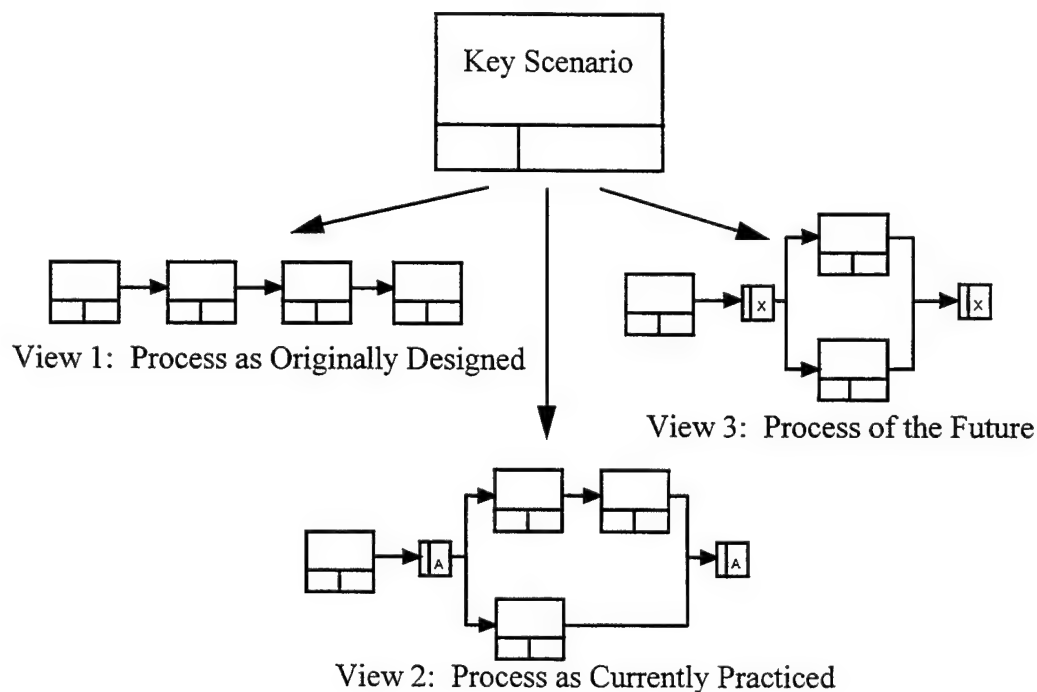 Key Scenario
X
X
View 1: Process as Originally Designed
View 3: Process of the Future
A
A
View 2: Process as Currently Practiced